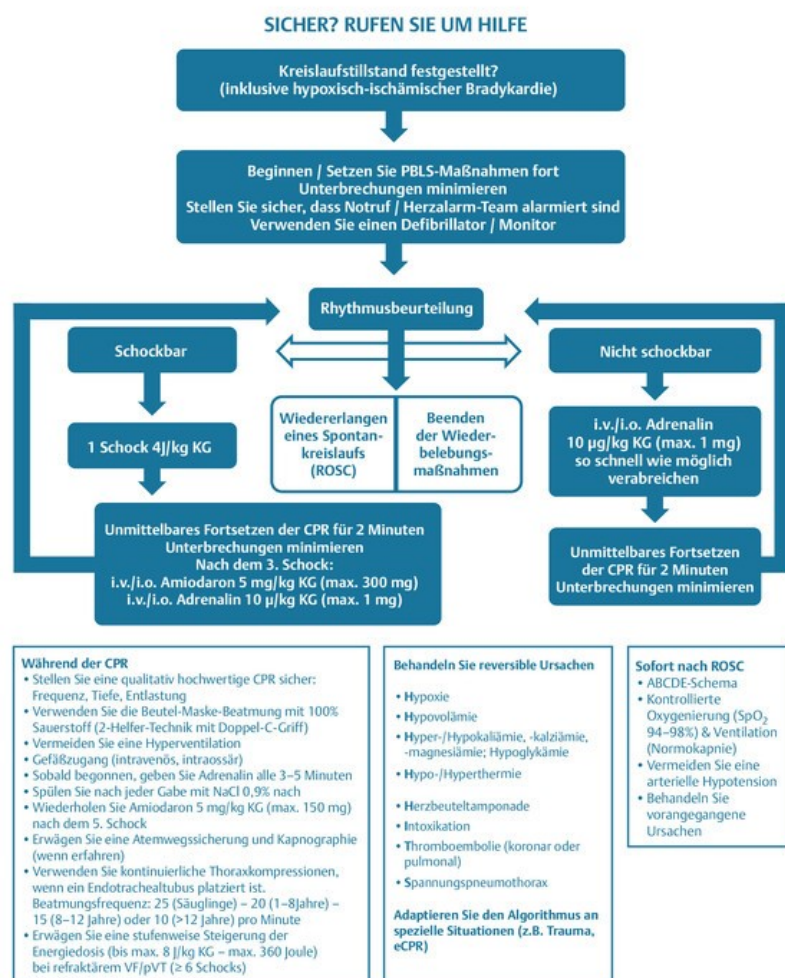 SICHER? RUFEN SIE UM HILFE
Kreislaufstillstand festgestellt?
(inklusive hypoxisch-ischämischer Bradykardie)
Beginnen / Setzen Sie PBLS-Maßnahmen fort
Unterbrechungen minimieren
Stellen Sie sicher, dass Notruf / Herzalarm-Team alarmiert sind
Verwenden Sie einen Defibrillator / Monitor
Rhythmusbeurteilung
Schockbar
1 Schock 4J/kg KG
Unmittelbares Fortsetzen der CPR für 2 Minuten
Unterbrechungen minimieren
Nach dem 3. Schock:
i.v./i.o. Amiodaron 5 mg/kg KG (max. 300 mg)
i.v./i.o. Adrenalin 10 µ/kg KG (max. 1 mg)
Wiedererlangen
eines Spontan-
kreislaufs
(ROSC)
Beenden
der Wieder-
belebungs-
maßnahmen
Nicht schockbar
i.v./i.o. Adrenalin
10 µg/kg KG (max. 1 mg)
so schnell wie möglich
verabreichen
Unmittelbares Fortsetzen
der CPR für 2 Minuten
Unterbrechungen minimieren
Während der CPR
• Stellen Sie eine qualitativ hochwertige CPR sicher:
Frequenz, Tiefe, Entlastung
• Verwenden Sie die Beutel-Maske-Beatmung mit 100%
Sauerstoff (2-Helfer-Technik mit Doppel-C-Griff)
• Vermeiden Sie eine Hyperventilation
• Gefäßzugang (intravenös, intraossär)
• Sobald begonnen, geben Sie Adrenalin alle 3–5 Minuten
• Spülen Sie nach jeder Gabe mit NaCl 0,9% nach
• Wiederholen Sie Amiodaron 5 mg/kg KG (max. 150 mg)
nach dem 5. Schock
• Erwägen Sie eine Atemwegssicherung und Kapnographie
(wenn erfahren)
• Verwenden Sie kontinuierliche Thoraxkompressionen,
wenn ein Endotrachealtubus platziert ist.
Beatmungsfrequenz: 25 (Säuglinge) – 20 (1–8Jahre) –
15 (8–12 Jahre) oder 10 (>12 Jahre) pro Minute
• Erwägen Sie eine stufenweise Steigerung der
Energiedosis (bis max. 8 J/kg KG – max. 360 Joule)
bei refraktärem VF/pVT (≥ 6 Schocks)
Behandeln Sie reversible Ursachen
• Hypoxie
• Hypovolämie
• Hyper-/Hypokaliämie, -kalziämie,
-magnesiämie; Hypoglykämie
• Hypo-/Hyperthermie
• Herzbeuteltamponade
• Intoxikation
• Thromboembolie (koronar oder
pulmonal)
• Spannungspneumothorax
Adaptieren Sie den Algorithmus an
spezielle Situationen (z.B. Trauma,
eCPR)
Sofort nach ROSC
• ABCDE-Schema
• Kontrollierte
Oxygenierung (SpO₂
94–98%) & Ventilation
(Normokapnie)
• Vermeiden Sie eine
arterielle Hypotension
• Behandeln Sie
vorangegangene
Ursachen